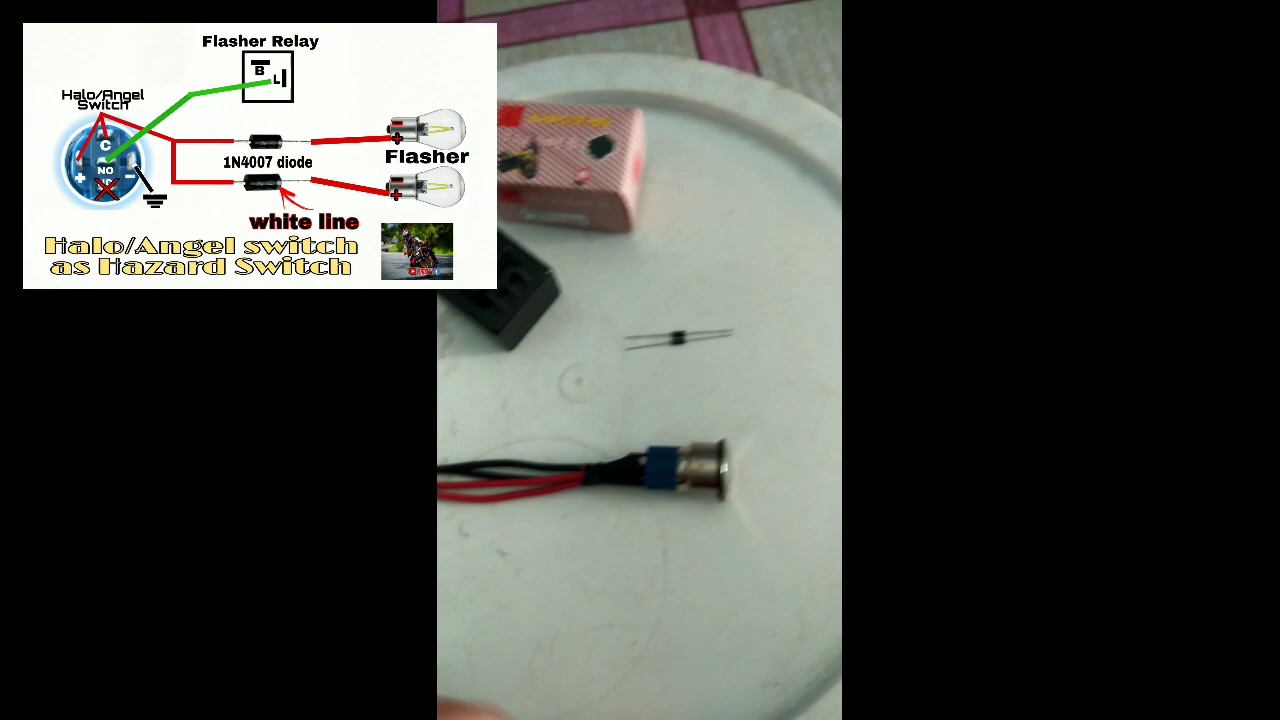 Flasher Relay
B
L
Halo/Angel
Switch
C
NO
+
−
1N4007 diode
−
+
Flasher
−
+
white line
Halo/Angel switch
as Hazard Switch